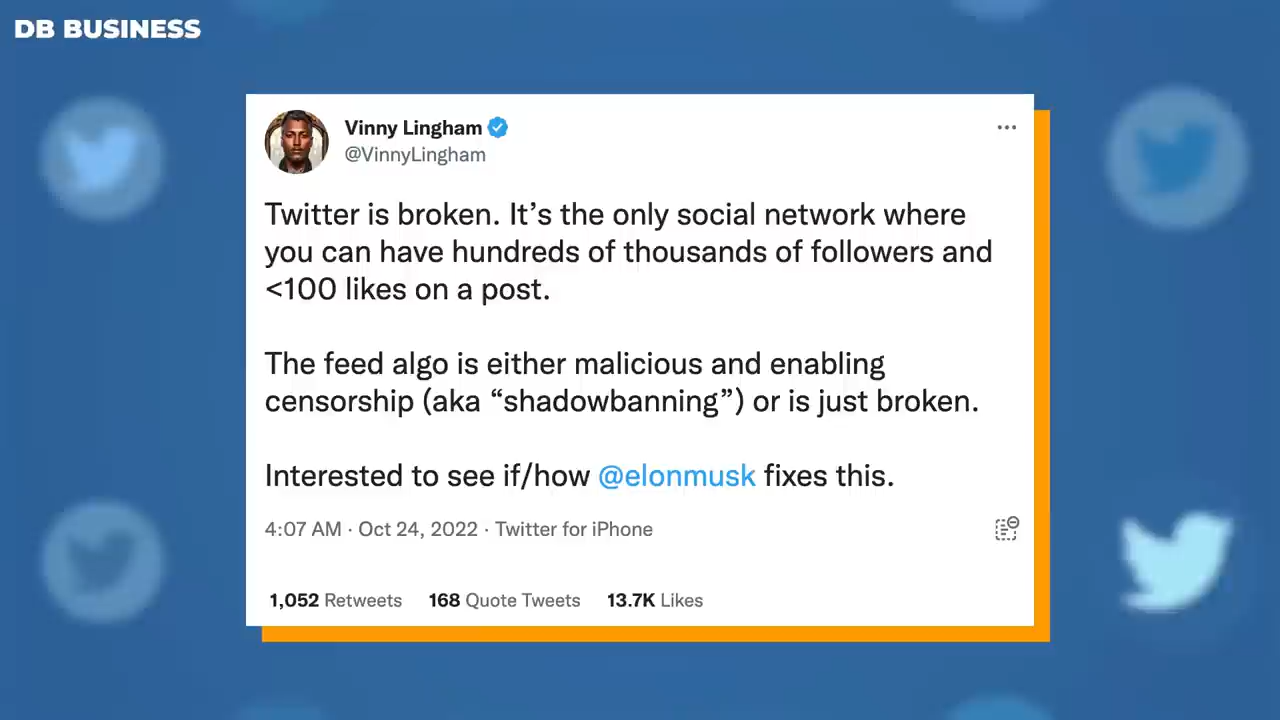 DB BUSINESS
Vinny Lingham
@VinnyLingham
Twitter is broken. It’s the only social network where
you can have hundreds of thousands of followers and
<100 likes on a post.
The feed algo is either malicious and enabling
censorship (aka “shadowbanning”) or is just broken.
Interested to see if/how @elonmusk fixes this.
4:07 AM · Oct 24, 2022 · Twitter for iPhone
1,052 Retweets 168 Quote Tweets 13.7K Likes